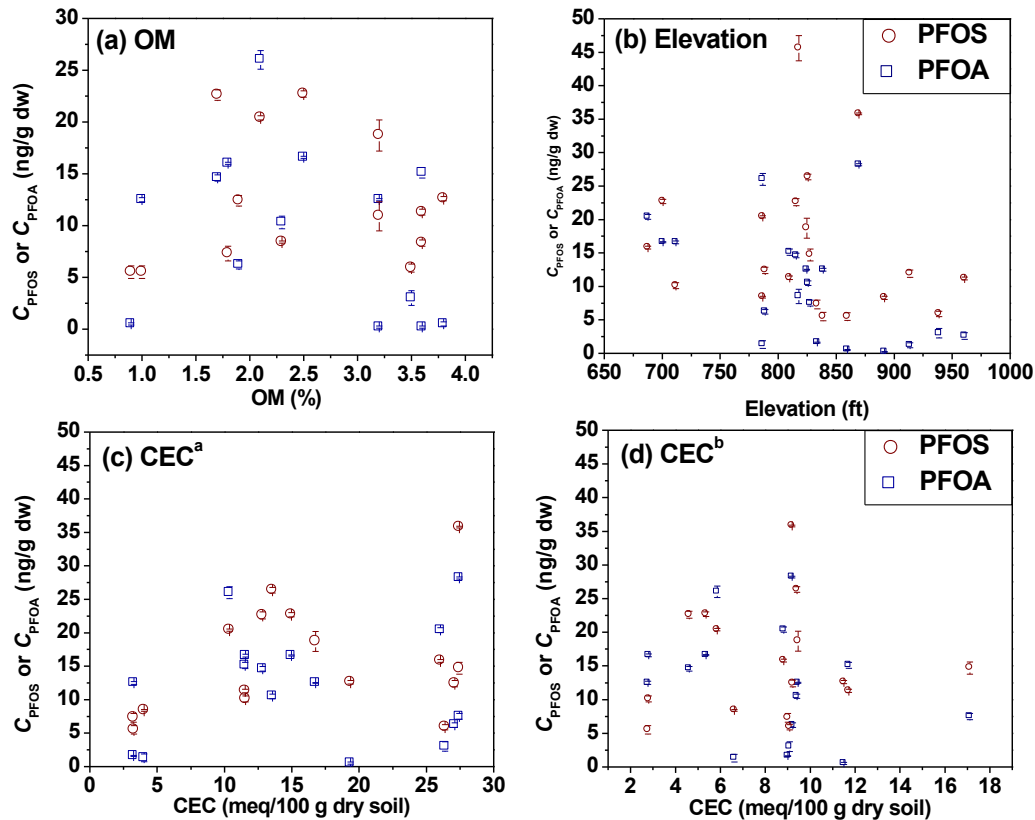 (a) OM
C_PFOS or C_PFOA (ng/g dw)
30
25
20
15
10
5
0
0.5 1.0 1.5 2.0 2.5 3.0 3.5 4.0
OM (%)
(b) Elevation
PFOS
PFOA
C_PFOS or C_PFOA (ng/g dw)
50
45
40
35
30
25
20
15
10
5
0
650 700 750 800 850 900 950 1000
Elevation (ft)
(c) CECᵃ
C_PFOS or C_PFOA (ng/g dw)
50
45
40
35
30
25
20
15
10
5
0
0 5 10 15 20 25 30
CEC (meq/100 g dry soil)
(d) CECᵇ
PFOS
PFOA
C_PFOS or C_PFOA (ng/g dw)
50
45
40
35
30
25
20
15
10
5
0
2 4 6 8 10 12 14 16 18
CEC (meq/100 g dry soil)